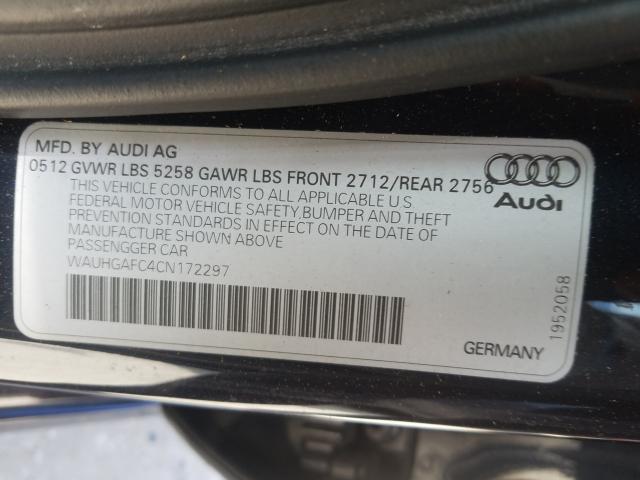 MFD. BY AUDI AG
0512 GVWR LBS 5258 GAWR LBS FRONT 2712/REAR 2756
THIS VEHICLE CONFORMS TO ALL APPLICABLE U S
FEDERAL MOTOR VEHICLE SAFETY,BUMPER AND THEFT
PREVENTION STANDARDS IN EFFECT ON THE DATE OF
MANUFACTURE SHOWN ABOVE
PASSENGGER CAR
WAUHGAFC4CN172297
Audi
1952058
GERMANY